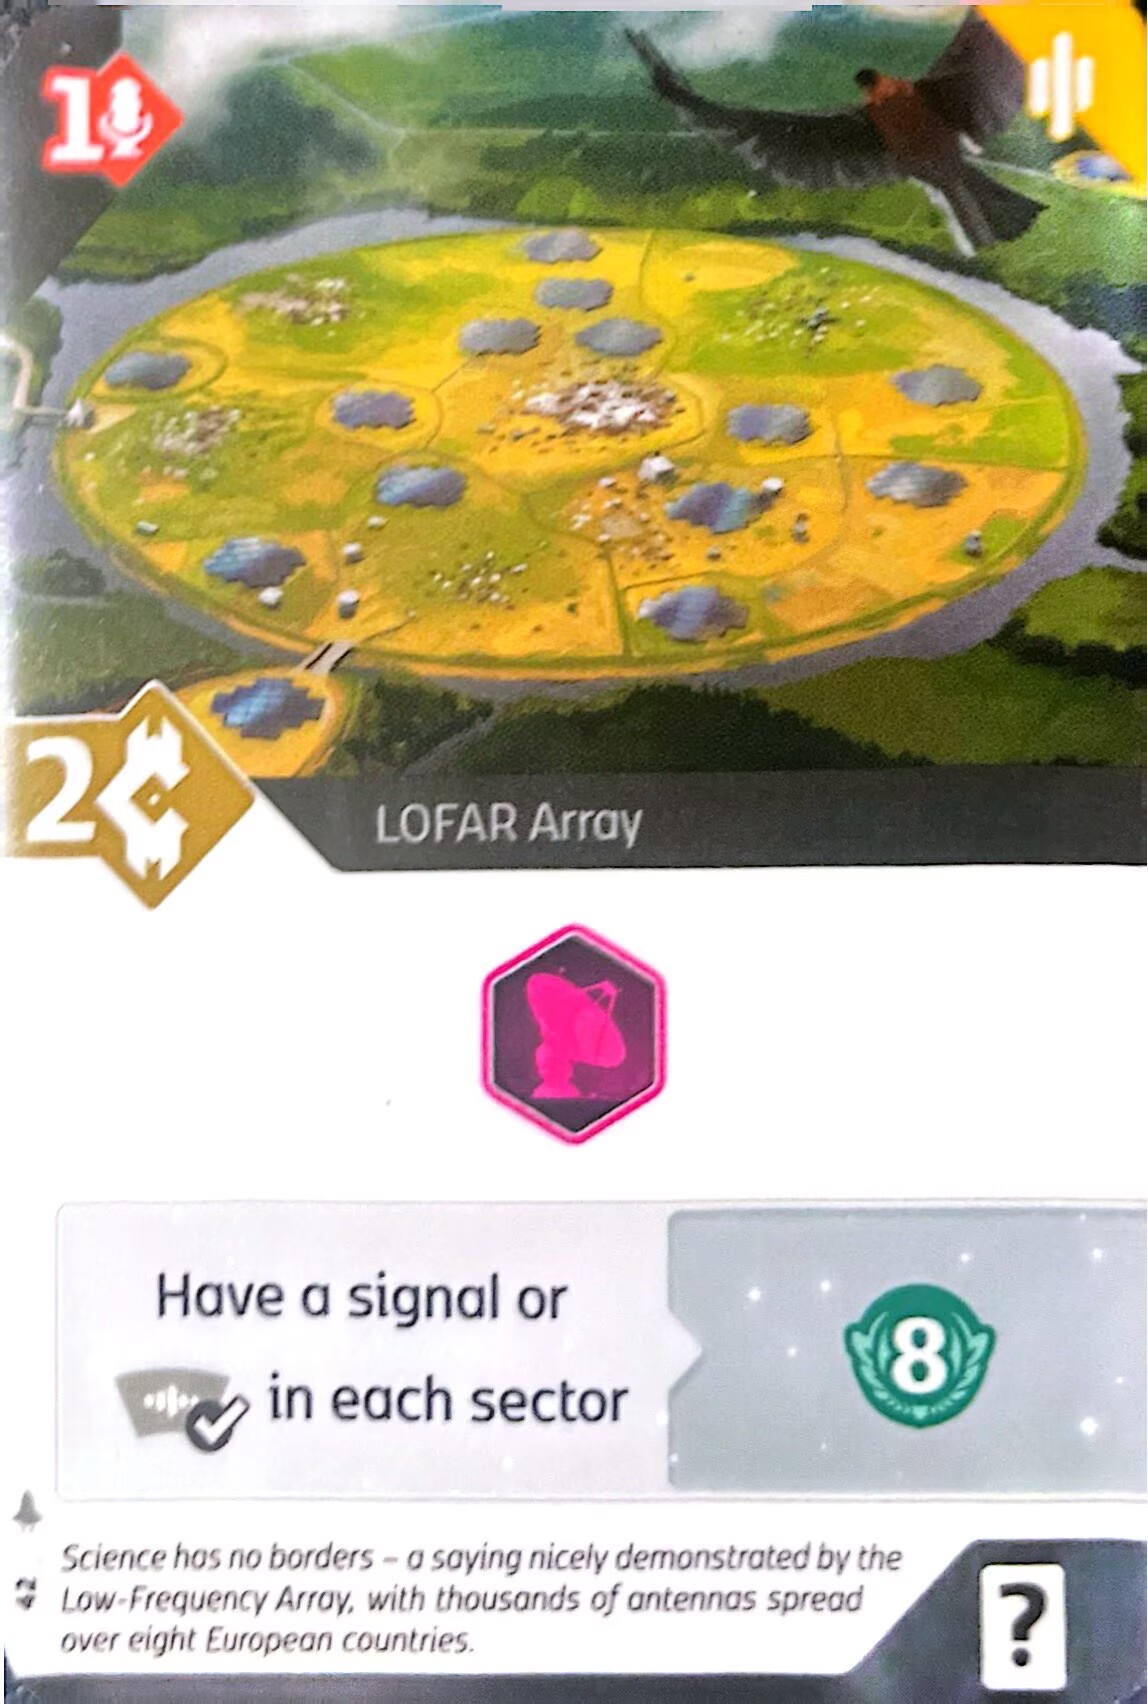 1
2
LOFAR Array
Have a signal or
in each sector
8
Science has no borders – a saying nicely demonstrated by the
42
Low-Frequency Array, with thousands of antennas spread
over eight European countries.
?